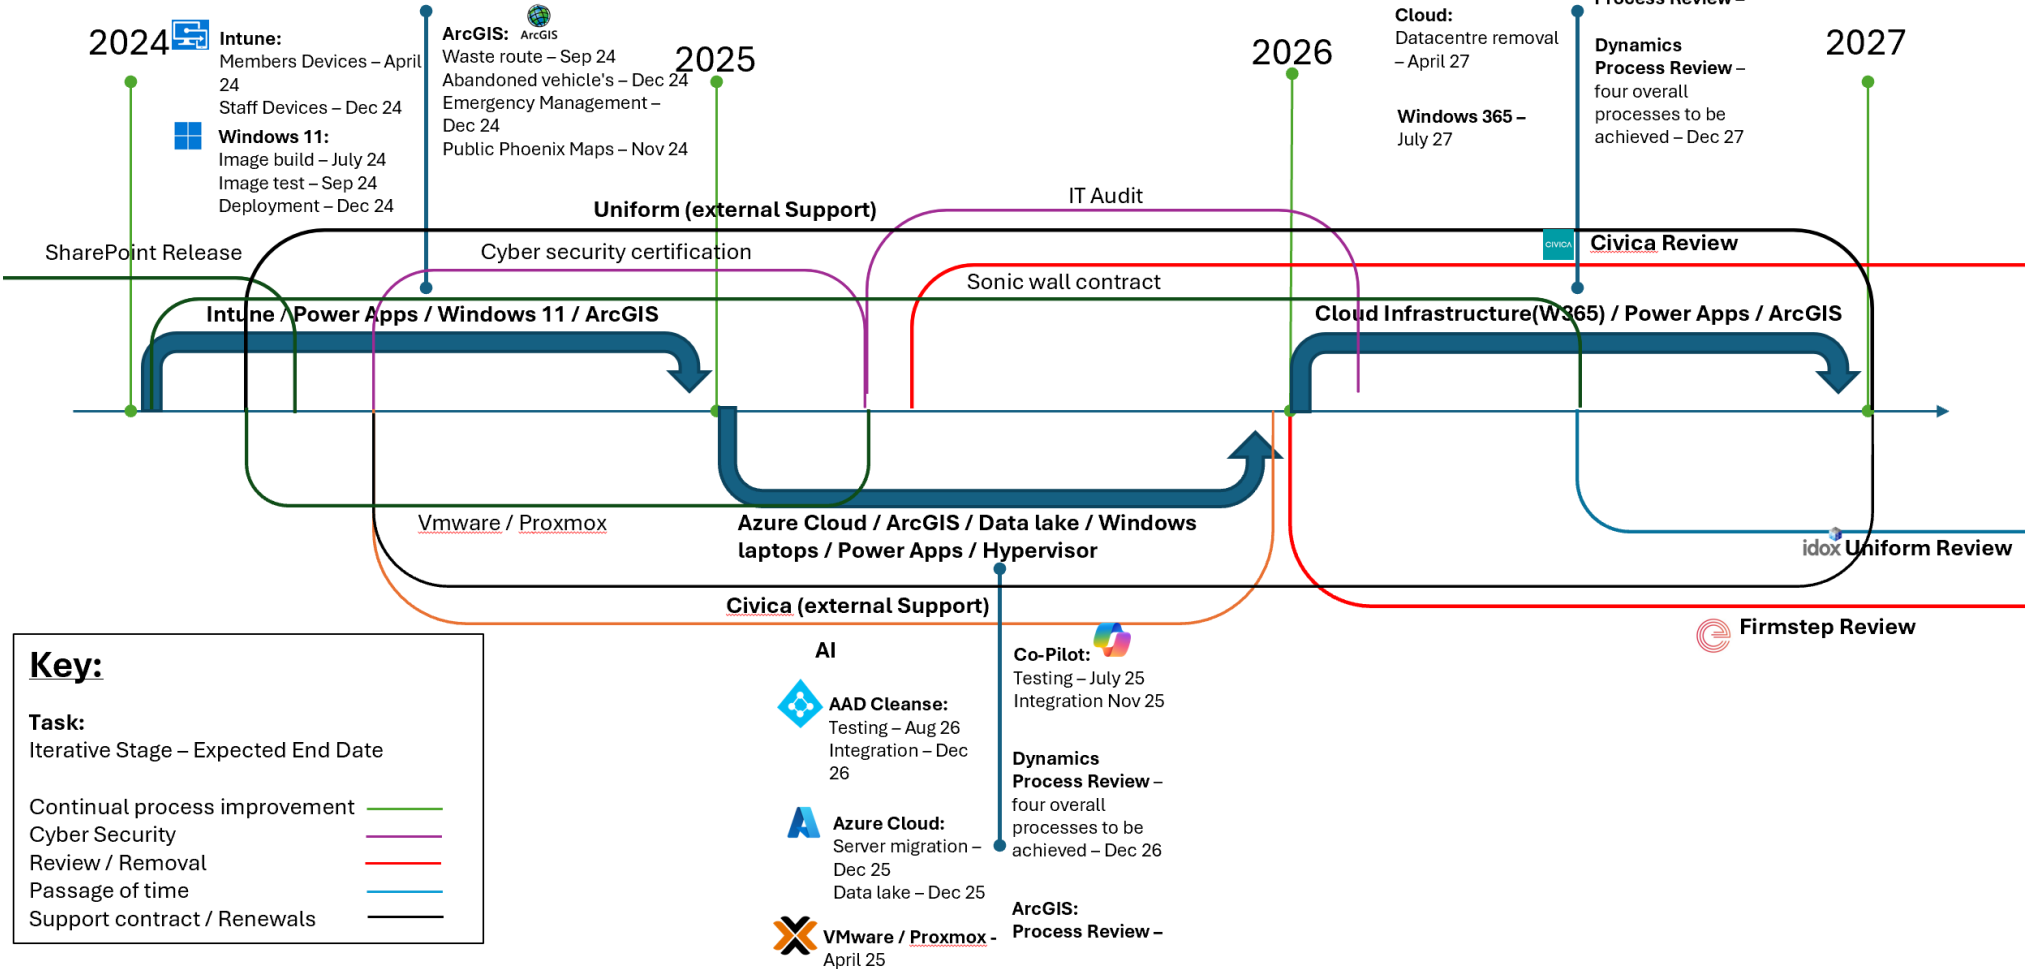 Process Review –
2024
Intune:
Members Devices – April
24
Staff Devices – Dec 24
Windows 11:
Image build – July 24
Image test – Sep 24
Deployment – Dec 24
ArcGIS:
ArcGIS
Waste route – Sep 24
Abandoned vehicle's – Dec 24
Emergency Management –
Dec 24
Public Phoenix Maps – Nov 24
2025
2026
Cloud:
Datacentre removal
– April 27
Windows 365 –
July 27
Dynamics
Process Review –
four overall
processes to be
achieved – Dec 27
2027
IT Audit
Uniform (external Support)
SharePoint Release
Cyber security certification
CIVICA
Civica Review
Sonic wall contract
Intune / Power Apps / Windows 11 / ArcGIS
Cloud Infrastructure(W365) / Power Apps / ArcGIS
Vmware / Proxmox
Azure Cloud / ArcGIS / Data lake / Windows
laptops / Power Apps / Hypervisor
idox Uniform Review
Civica (external Support)
Firmstep Review
AI
AAD Cleanse:
Testing – Aug 26
Integration – Dec
26
Azure Cloud:
Server migration –
Dec 25
Data lake – Dec 25
VMware / Proxmox -
April 25
Co-Pilot:
Testing – July 25
Integration Nov 25
Dynamics
Process Review –
four overall
processes to be
achieved – Dec 26
ArcGIS:
Process Review –
Key:
Task:
Iterative Stage – Expected End Date
Continual process improvement
Cyber Security
Review / Removal
Passage of time
Support contract / Renewals